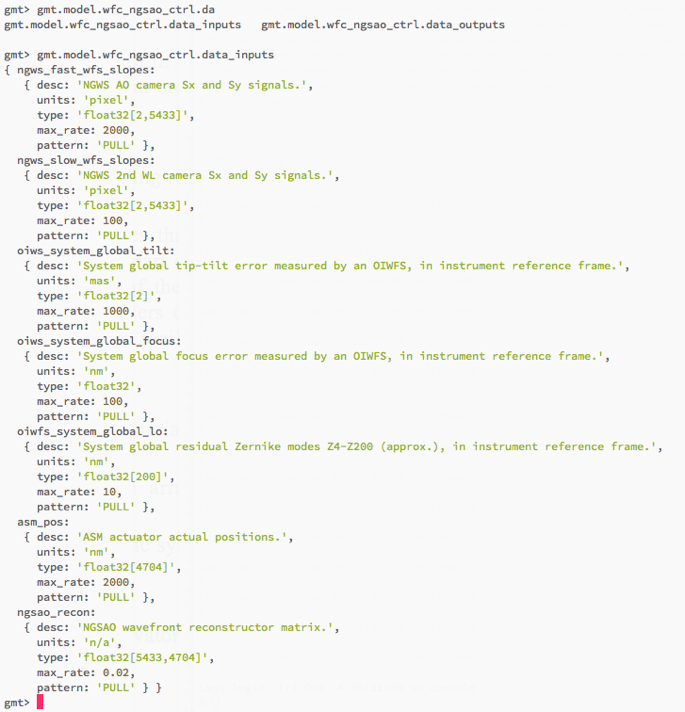 gmt> gmt.model.wfc_ngsao_ctrl.da
gmt.model.wfc_ngsao_ctrl.data_inputs   gmt.model.wfc_ngsao_ctrl.data_outputs
gmt> gmt.model.wfc_ngsao_ctrl.data_inputs
{ ngws_fast_wfs_slopes:
   { desc: 'NGWS AO camera Sx and Sy signals.',
     units: 'pixel',
     type: 'float32[2,5433]',
     max_rate: 2000,
     pattern: 'PULL' },
  ngws_slow_wfs_slopes:
   { desc: 'NGWS 2nd WL camera Sx and Sy signals.',
     units: 'pixel',
     type: 'float32[2,5433]',
     max_rate: 100,
     pattern: 'PULL' },
  oiws_system_global_tilt:
   { desc: 'System global tip-tilt error measured by an OIWFS, in instrument reference frame.',
     units: 'mas',
     type: 'float32[2]',
     max_rate: 1000,
     pattern: 'PULL' },
  oiws_system_global_focus:
   { desc: 'System global focus error measured by an OIWFS, in instrument reference frame.',
     units: 'nm',
     type: 'float32',
     max_rate: 100,
     pattern: 'PULL' },
  oiwfs_system_global_lo:
   { desc: 'System global residual Zernike modes Z4-Z200 (approx.), in instrument reference frame.',
     units: 'nm',
     type: 'float32[200]',
     max_rate: 10,
     pattern: 'PULL' },
  asm_pos:
   { desc: 'ASM actuator actual positions.',
     units: 'nm',
     type: 'float32[4704]',
     max_rate: 2000,
     pattern: 'PULL' },
  ngsao_recon:
   { desc: 'NGSAO wavefront reconstructor matrix.',
     units: 'n/a',
     type: 'float32[5433,4704]',
     max_rate: 0.02,
     pattern: 'PULL' } }
gmt>